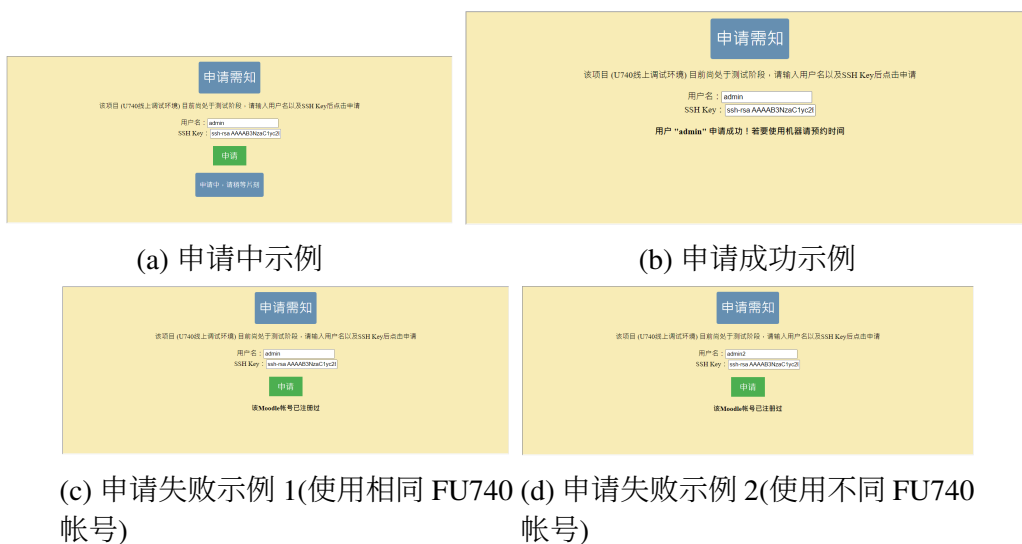 申请需知
该项目 (U740线上调试环境) 目前尚处于测试阶段，请输入用户名以及SSH Key后点击申请
用户名：admin
SSH Key：ssh-rsa AAAAB3NzaC1yc2l
申请
申请中，请稍等片刻
(a) 申请中示例
申请需知
该项目 (U740线上调试环境) 目前尚处于测试阶段，请输入用户名以及SSH Key后点击申请
用户名：admin
SSH Key：ssh-rsa AAAAB3NzaC1yc2l
用户 "admin" 申请成功！若要使用机器请预约时间
(b) 申请成功示例
申请需知
该项目 (U740线上调试环境) 目前尚处于测试阶段，请输入用户名以及SSH Key后点击申请
用户名：admin
SSH Key：ssh-rsa AAAAB3NzaC1yc2l
申请
该Moodle帐号已注册过
(c) 申请失败示例 1(使用相同 FU740
帐号)
申请需知
该项目 (U740线上调试环境) 目前尚处于测试阶段，请输入用户名以及SSH Key后点击申请
用户名：admin2
SSH Key：ssh-rsa AAAAB3NzaC1yc2l
申请
该Moodle帐号已注册过
(d) 申请失败示例 2(使用不同 FU740
帐号)